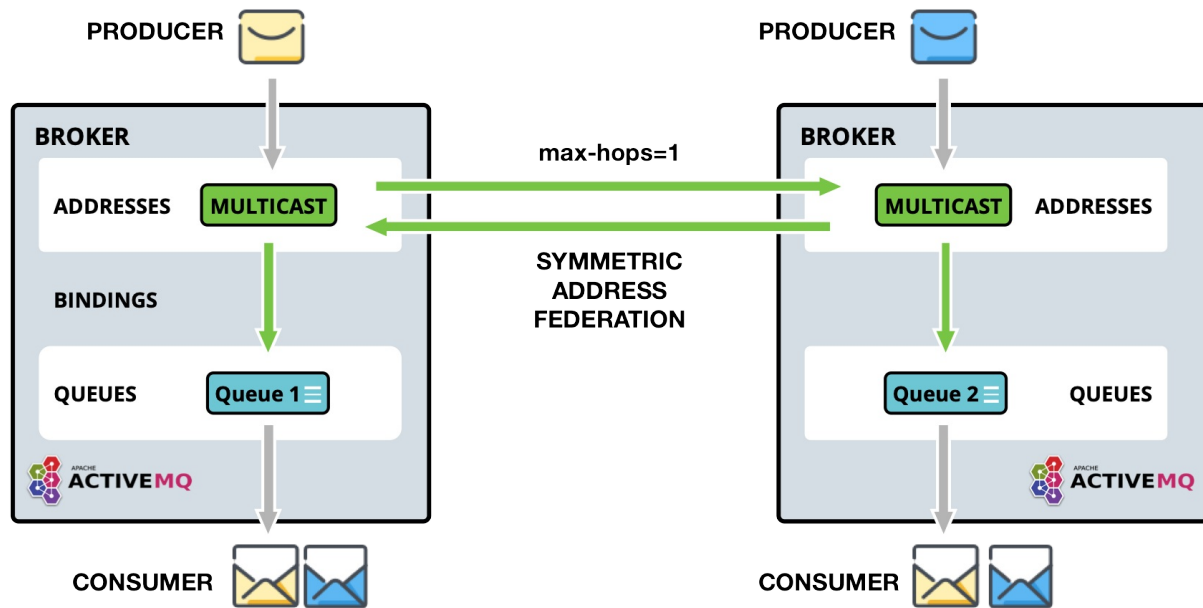 PRODUCER
PRODUCER
BROKER
BROKER
max-hops=1
ADDRESSES
MULTICAST
MULTICAST
ADDRESSES
SYMMETRIC
ADDRESS
FEDERATION
BINDINGS
QUEUES
Queue 1
Queue 2
QUEUES
APACHE
ACTIVEMQ
APACHE
ACTIVEMQ
CONSUMER
CONSUMER